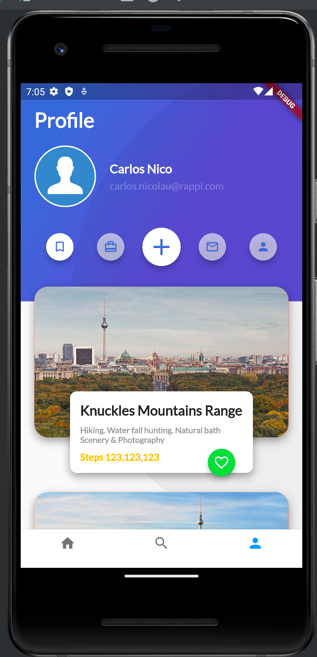 7:05
DEBUG
Profile
Carlos Nico
carlos.nicolau@rappi.com
Knuckles Mountains Range
Hiking. Water fall hunting. Natural bath
Scenery & Photography
Steps 123,123,123